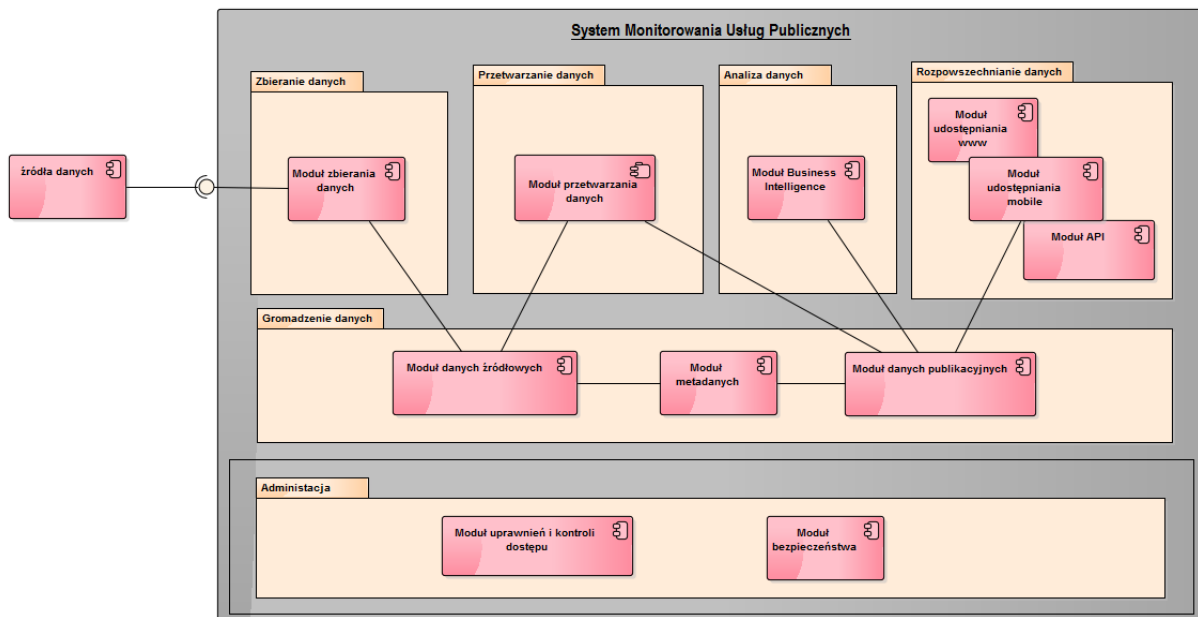 System Monitorowania Usług Publicznych
Zbieranie danych
Przetwarzanie danych
Analiza danych
Rozpowszechnianie danych
źródła danych
Moduł zbierania
danych
Moduł przetwarzania
danych
Moduł Business
Intelligence
Moduł
udostępniania
www
Moduł
udostępniania
mobile
Moduł API
Gromadzenie danych
Moduł danych źródłowych
Moduł
metadanych
Moduł danych publikacyjnych
Administacja
Moduł uprawnień i kontroli
dostępu
Moduł
bezpieczeństwa